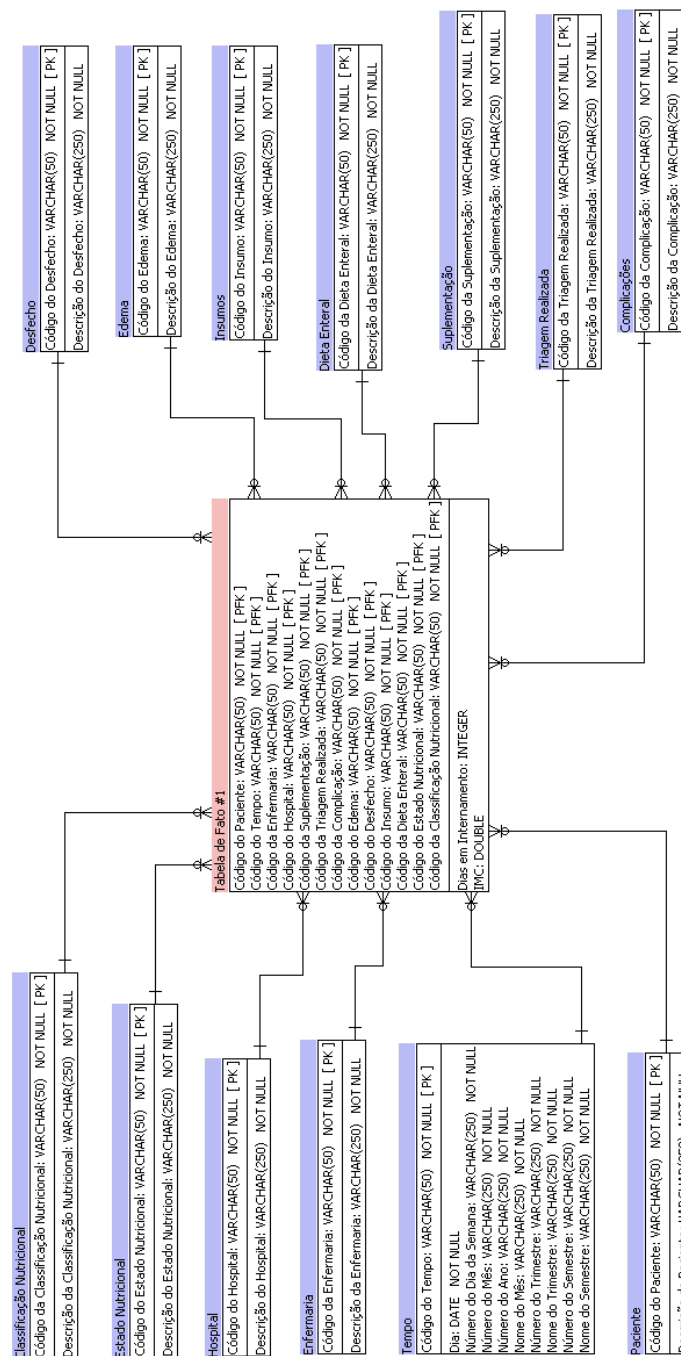 Classificação Nutricional
Código da Classificação Nutricional: VARCHAR(50) NOT NULL [ PK ]
Descrição da Classificação Nutricional: VARCHAR(250) NOT NULL
Estado Nutricional
Código do Estado Nutricional: VARCHAR(50) NOT NULL [ PK ]
Descrição do Estado Nutricional: VARCHAR(250) NOT NULL
Hospital
Código do Hospital: VARCHAR(50) NOT NULL [ PK ]
Descrição do Hospital: VARCHAR(250) NOT NULL
Enfermaria
Código da Enfermaria: VARCHAR(50) NOT NULL [ PK ]
Descrição da Enfermaria: VARCHAR(250) NOT NULL
Tempo
Código do Tempo: VARCHAR(50) NOT NULL [ PK ]
Dia: DATE NOT NULL
Número do Dia da Semana: VARCHAR(250) NOT NULL
Número do Mês: VARCHAR(250) NOT NULL
Número do Ano: VARCHAR(250) NOT NULL
Nome do Mês: VARCHAR(250) NOT NULL
Número do Trimestre: VARCHAR(250) NOT NULL
Nome do Trimestre: VARCHAR(250) NOT NULL
Número do Semestre: VARCHAR(250) NOT NULL
Nome do Semestre: VARCHAR(250) NOT NULL
Paciente
Código do Paciente: VARCHAR(50) NOT NULL [ PK ]
Tabela de Fato #1
Código do Paciente: VARCHAR(50) NOT NULL [ PFK ]
Código do Tempo: VARCHAR(50) NOT NULL [ PFK ]
Código da Enfermaria: VARCHAR(50) NOT NULL [ PFK ]
Código do Hospital: VARCHAR(50) NOT NULL [ PFK ]
Código da Suplementação: VARCHAR(50) NOT NULL [ PFK ]
Código da Triagem Realizada: VARCHAR(50) NOT NULL [ PFK ]
Código da Complicação: VARCHAR(50) NOT NULL [ PFK ]
Código do Edema: VARCHAR(50) NOT NULL [ PFK ]
Código do Desfecho: VARCHAR(50) NOT NULL [ PFK ]
Código do Insumo: VARCHAR(50) NOT NULL [ PFK ]
Código da Dieta Enteral: VARCHAR(50) NOT NULL [ PFK ]
Código do Estado Nutricional: VARCHAR(50) NOT NULL [ PFK ]
Código da Classificação Nutricional: VARCHAR(50) NOT NULL [ PFK ]
Dias em Internamento: INTEGER
IMC: DOUBLE
Desfecho
Código do Desfecho: VARCHAR(50) NOT NULL [ PK ]
Descrição do Desfecho: VARCHAR(250) NOT NULL
Edema
Código do Edema: VARCHAR(50) NOT NULL [ PK ]
Descrição do Edema: VARCHAR(250) NOT NULL
Insumos
Código do Insumo: VARCHAR(50) NOT NULL [ PK ]
Descrição do Insumo: VARCHAR(250) NOT NULL
Dieta Enteral
Código da Dieta Enteral: VARCHAR(50) NOT NULL [ PK ]
Descrição da Dieta Enteral: VARCHAR(250) NOT NULL
Suplementação
Código da Suplementação: VARCHAR(50) NOT NULL [ PK ]
Descrição da Suplementação: VARCHAR(250) NOT NULL
Triagem Realizada
Código da Triagem Realizada: VARCHAR(50) NOT NULL [ PK ]
Descrição da Triagem Realizada: VARCHAR(250) NOT NULL
Complicações
Código da Complicação: VARCHAR(50) NOT NULL [ PK ]
Descrição da Complicação: VARCHAR(250) NOT NULL